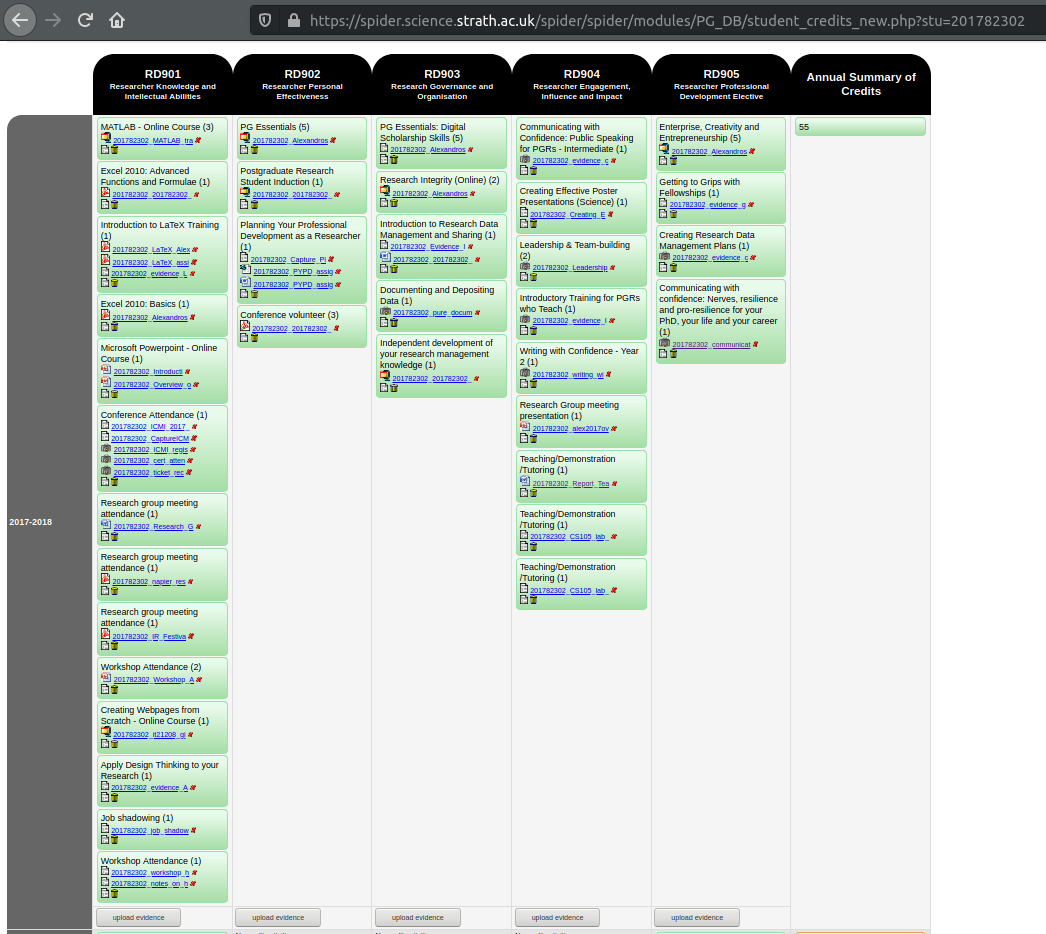 https://spider.science.strath.ac.uk/spider/spider/modules/PG_DB/student_credits_new.php?stu=201782302
RD901
Researcher Knowledge and
Intellectual Abilities
RD902
Researcher Personal
Effectiveness
RD903
Research Governance and
Organisation
RD904
Researcher Engagement,
Influence and Impact
RD905
Researcher Professional
Development Elective
Annual Summary of
Credits
2017-2018
MATLAB - Online Course (3)
201782302_MATLAB_tra
Excel 2010: Advanced
Functions and Formulae (1)
201782302_201782302_
Introduction to LaTeX Training
(1)
201782302_LaTeX_Alex
201782302_LaTeX_assi
201782302_evidence_L
Excel 2010: Basics (1)
201782302_Alexandros
Microsoft Powerpoint - Online
Course (1)
201782302_Introducti
201782302_Overview_o
Conference Attendance (1)
201782302_ICMI_2017_
201782302_CaptureICM
201782302_ICMI_regis
201782302_cert_atten
201782302_ticket_rec
Research group meeting
attendance (1)
201782302_Research_G
Research group meeting
attendance (1)
201782302_napier_res
Research group meeting
attendance (1)
201782302_IR_Festiva
Workshop Attendance (2)
201782302_Workshop_A
Creating Webpages from
Scratch - Online Course (1)
201782302_it21208_gi
Apply Design Thinking to your
Research (1)
201782302_evidence_A
Job shadowing (1)
201782302_job_shadow
Workshop Attendance (1)
201782302_workshop_h
201782302_notes_on_h
upload evidence
PG Essentials (5)
201782302_Alexandros
Postgraduate Research
Student Induction (1)
201782302_201782302_
Planning Your Professional
Development as a Researcher
(1)
201782302_Capture_Pl
201782302_PYPD_assig
201782302_PYPD_assig
Conference volunteer (3)
201782302_201782302_
upload evidence
PG Essentials: Digital
Scholarship Skills (5)
201782302_Alexandros
Research Integrity (Online) (2)
201782302_Alexandros
Introduction to Research Data
Management and Sharing (1)
201782302_Evidence_I
201782302_201782302_
Documenting and Depositing
Data (1)
201782302_pure_docum
Independent development of
your research management
knowledge (1)
201782302_201782302_
upload evidence
Communicating with
Confidence: Public Speaking
for PGRs - Intermediate (1)
201782302_evidence_c
Creating Effective Poster
Presentations (Science) (1)
201782302_Creating_E
Leadership & Team-building
(2)
201782302_Leadership
Introductory Training for PGRs
who Teach (1)
201782302_evidence_I
Writing with Confidence - Year
2 (1)
201782302_writing_wi
Research Group meeting
presentation (1)
201782302_alex2017ov
Teaching/Demonstration
/Tutoring (1)
201782302_Report_Tea
Teaching/Demonstration
/Tutoring (1)
201782302_CS105_lab_
Teaching/Demonstration
/Tutoring (1)
201782302_CS105_lab_
upload evidence
Enterprise, Creativity and
Entrepreneurship (5)
201782302_Alexandros
Getting to Grips with
Fellowships (1)
201782302_evidence_g
Creating Research Data
Management Plans (1)
201782302_evidence_c
Communicating with
confidence: Nerves, resilience
and pro-resilience for your
PhD, your life and your career
(1)
201782302_communicat
upload evidence
55